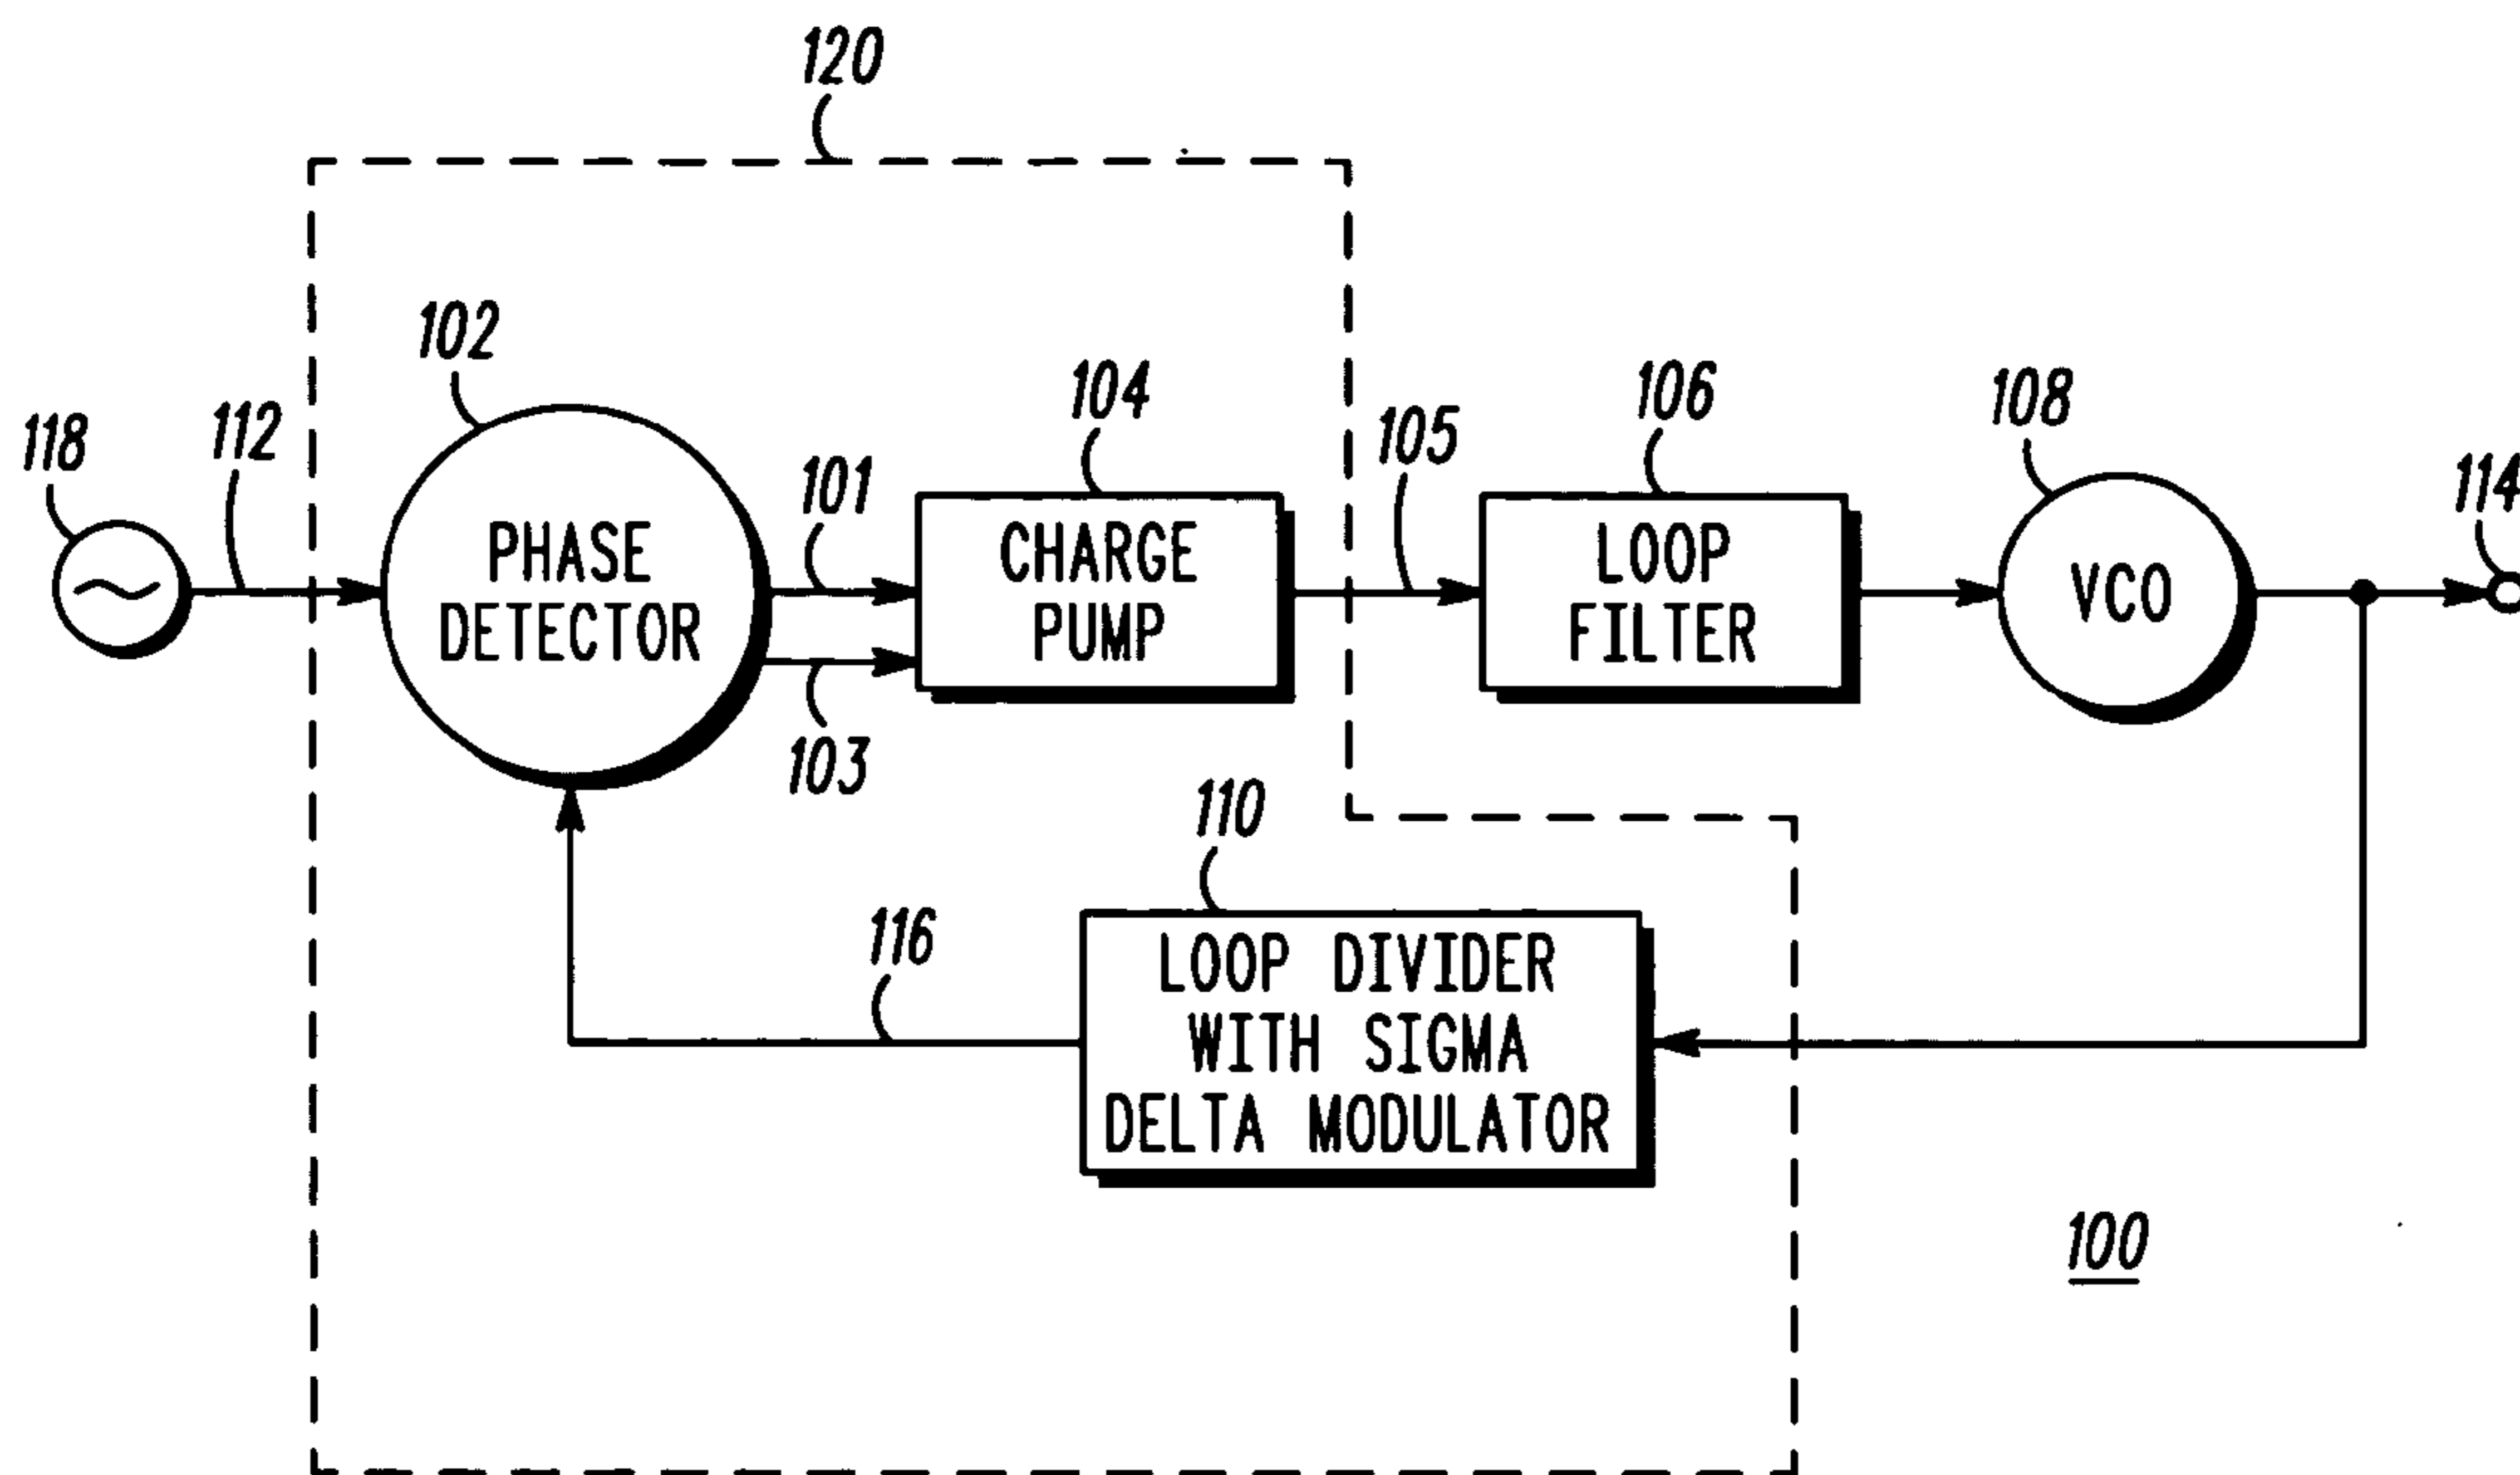 120
102
118
112
101
104
105
106
108
114
PHASE
DETECTOR
CHARGE
PUMP
LOOP
FILTER
VCO
103
110
116
LOOP DIVIDER
WITH SIGMA
DELTA MODULATOR
100